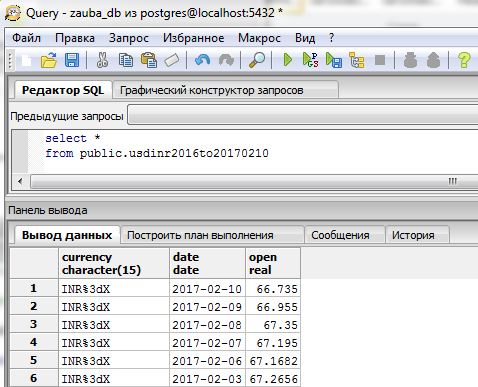 Query - zauba_db из postgres@localhost:5432 *
Файл Правка Запрос Избранное Макрос Вид ?
Редактор SQL Графический конструктор запросов
Предыдущие запросы
select *
from public.usdinr2016to20170210
Панель вывода
Вывод данных Построить план выполнения Сообщения История
currency date open
character(15) date real
1 INR%3dX 2017-02-10 66.735
2 INR%3dX 2017-02-09 66.955
3 INR%3dX 2017-02-08 67.35
4 INR%3dX 2017-02-07 67.195
5 INR%3dX 2017-02-06 67.1682
6 INR%3dX 2017-02-03 67.2656